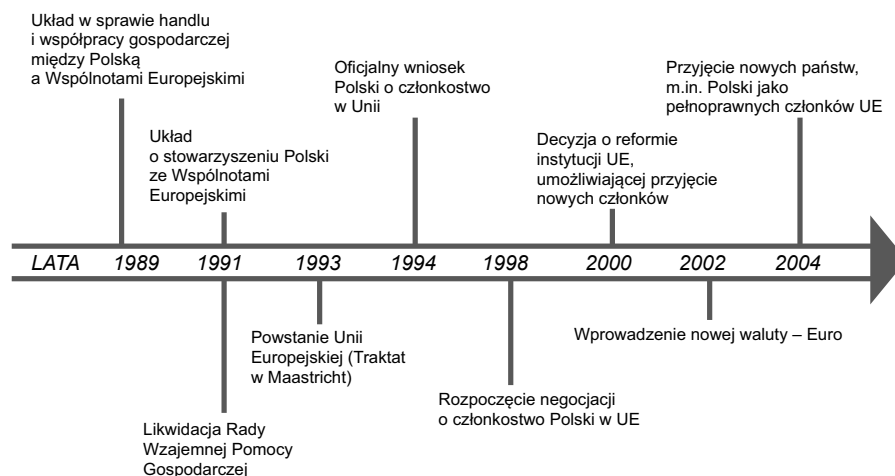 Układ w sprawie handlu
i współpracy gospodarczej
między Polską
a Wspólnotami Europejskimi
Układ
o stowarzyszeniu Polski
ze Wspólnotami
Europejskimi
Oficjalny wniosek
Polski o członkostwo
w Unii
Decyzja o reformie
instytucji UE,
umożliwiającej przyjęcie
nowych członków
Przyjęcie nowych państw,
m.in. Polski jako
pełnoprawnych członków UE
LATA 1989 1991 1993 1994 1998 2000 2002 2004
Likwidacja Rady
Wzajemnej Pomocy
Gospodarczej
Powstanie Unii
Europejskiej (Traktat
w Maastricht)
Rozpoczęcie negocjacji
o członkostwo Polski w UE
Wprowadzenie nowej waluty – Euro